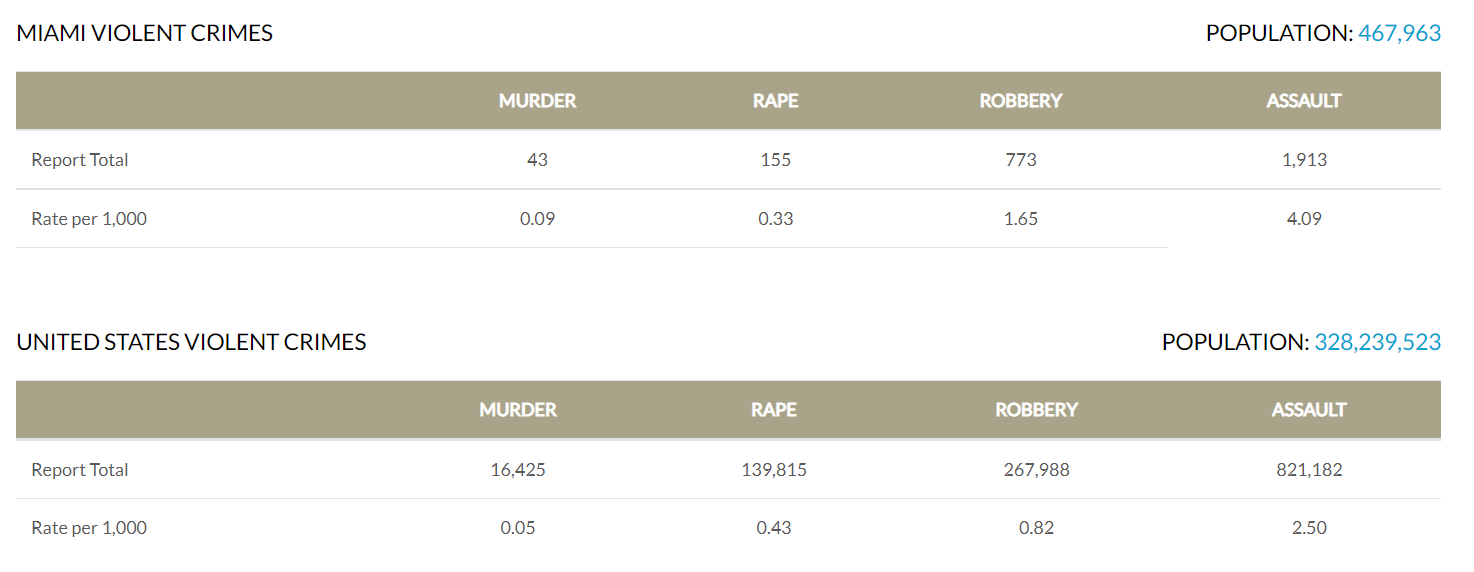 MIAMI VIOLENT CRIMES POPULATION: 467,963
MURDER RAPE ROBBERY ASSAULT
Report Total 43 155 773 1,913
Rate per 1,000 0.09 0.33 1.65 4.09
UNITED STATES VIOLENT CRIMES POPULATION: 328,239,523
MURDER RAPE ROBBERY ASSAULT
Report Total 16,425 139,815 267,988 821,182
Rate per 1,000 0.05 0.43 0.82 2.50